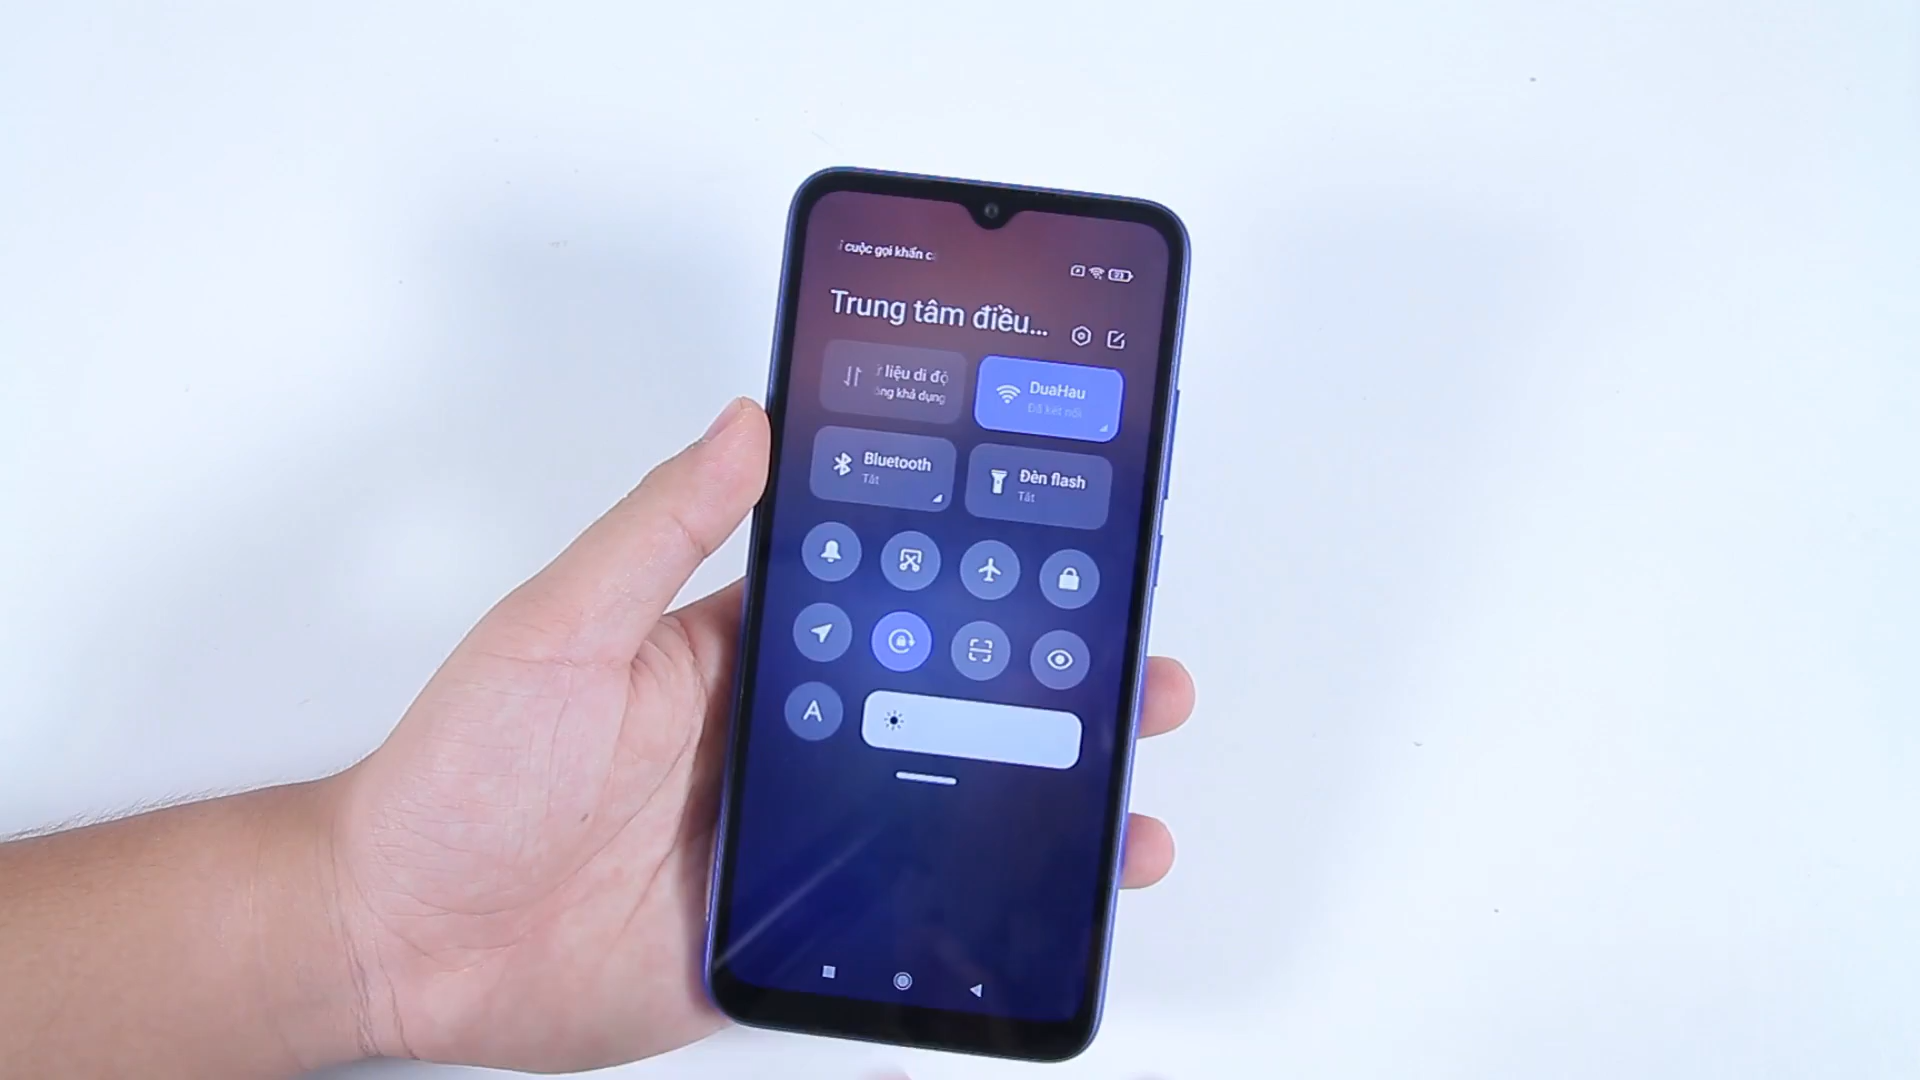 cuộc gọi khẩn c
Trung tâm điều...
liệu di độ
ng khả dụng
DuaHau
Đã kết nối
Bluetooth
Tắt
Đèn flash
Tắt
A